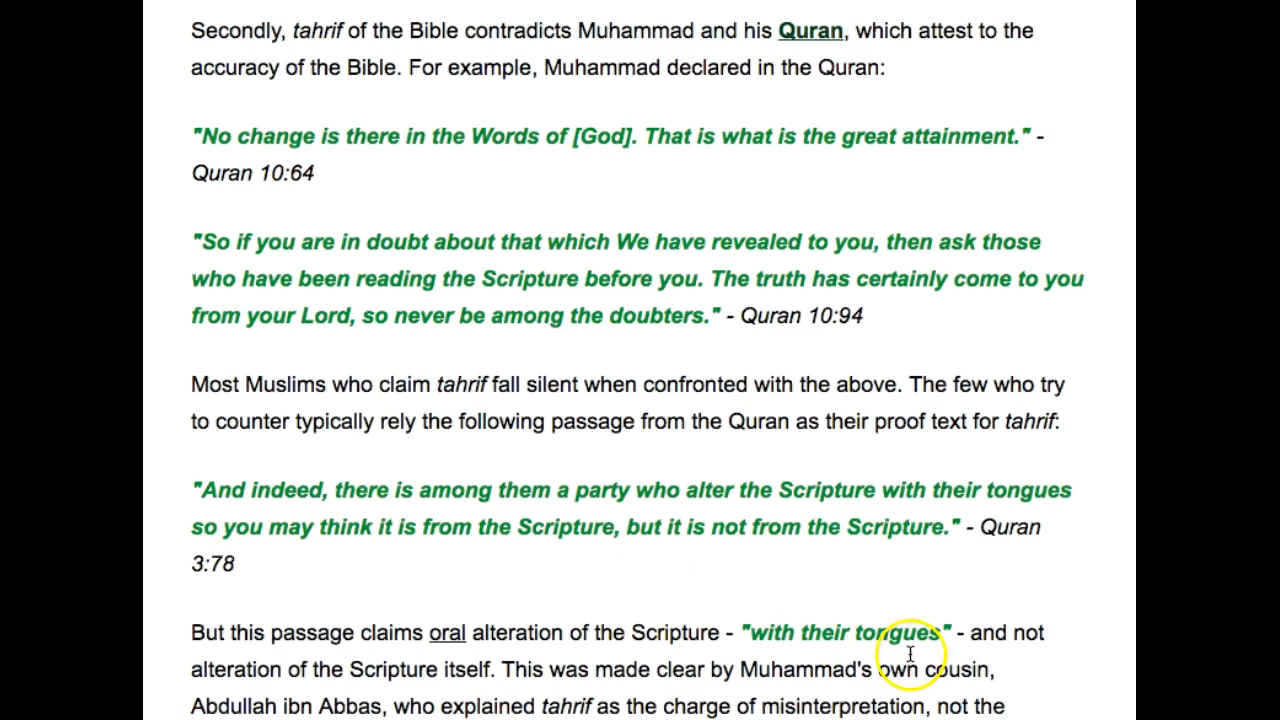 Secondly, tahrif of the Bible contradicts Muhammad and his Quran, which attest to the
accuracy of the Bible. For example, Muhammad declared in the Quran:
"No change is there in the Words of [God]. That is what is the great attainment." -
Quran 10:64
"So if you are in doubt about that which We have revealed to you, then ask those
who have been reading the Scripture before you. The truth has certainly come to you
from your Lord, so never be among the doubters." - Quran 10:94
Most Muslims who claim tahrif fall silent when confronted with the above. The few who try
to counter typically rely the following passage from the Quran as their proof text for tahrif:
"And indeed, there is among them a party who alter the Scripture with their tongues
so you may think it is from the Scripture, but it is not from the Scripture." - Quran
3:78
But this passage claims oral alteration of the Scripture - "with their tongues" - and not
alteration of the Scripture itself. This was made clear by Muhammad's own cousin,
Abdullah ibn Abbas, who explained tahrif as the charge of misinterpretation, not the